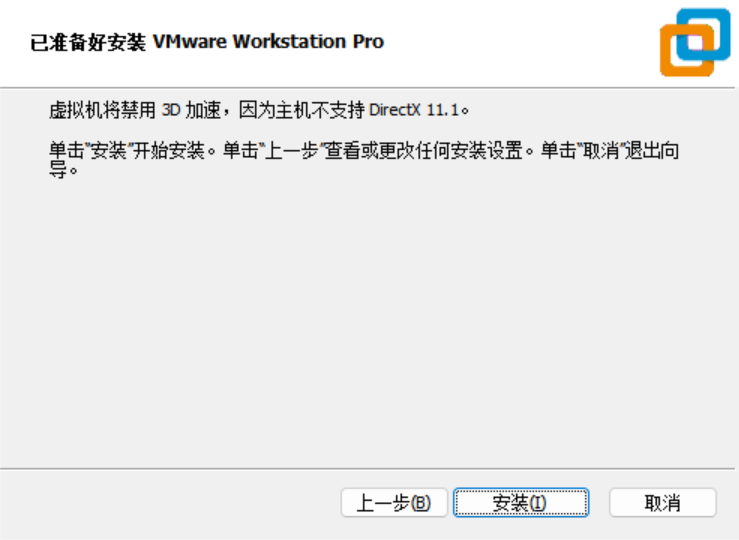 已准备好安装 VMware Workstation Pro
虚拟机将禁用 3D 加速，因为主机不支持 DirectX 11.1。
单击"安装"开始安装。单击"上一步"查看或更改任何安装设置。单击"取消"退出向
导。
上一步(B)
安装(I)
取消